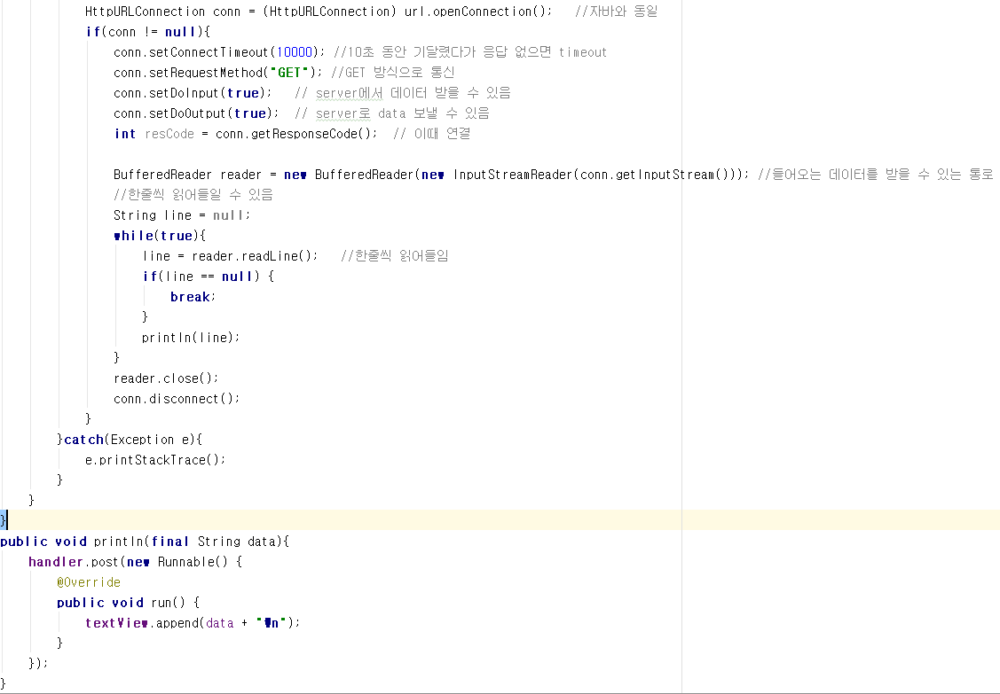 HttpURLConnection conn = (HttpURLConnection) url.openConnection();   //자바와 동일
if(conn != null){
conn.setConnectTimeout(10000); //10초 동안 기달렸다가 응답 없으면 timeout
conn.setRequestMethod("GET"); //GET 방식으로 통신
conn.setDoInput(true);   // server에서 데이터 받을 수 있음
conn.setDoOutput(true);  // server로 data 보낼 수 있음
int resCode = conn.getResponseCode();  // 이때 연결
BufferedReader reader = new BufferedReader(new InputStreamReader(conn.getInputStream())); //들어오는 데이터를 받을 수 있는 통로
//한줄씩 읽어들일 수 있음
String line = null;
while(true){
line = reader.readLine();   //한줄씩 읽어들임
if(line == null) {
break;
}
println(line);
}
reader.close();
conn.disconnect();
}
}catch(Exception e){
e.printStackTrace();
}
}
}
public void println(final String data){
handler.post(new Runnable() {
@Override
public void run() {
textView.append(data + "₩n");
}
});
}